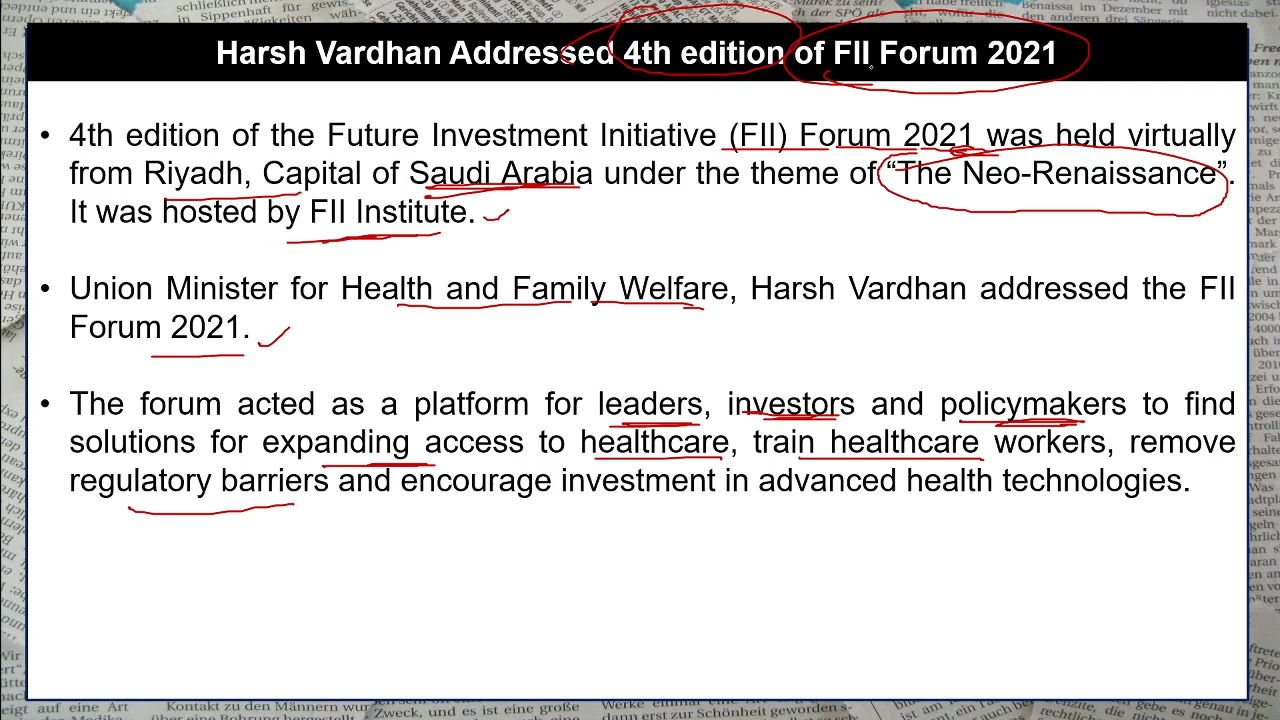 Harsh Vardhan Addressed 4th edition of FII Forum 2021
• 4th edition of the Future Investment Initiative (FII) Forum 2021 was held virtually
from Riyadh, Capital of Saudi Arabia under the theme of “The Neo-Renaissance”.
It was hosted by FII Institute.
• Union Minister for Health and Family Welfare, Harsh Vardhan addressed the FII
Forum 2021.
• The forum acted as a platform for leaders, investors and policymakers to find
solutions for expanding access to healthcare, train healthcare workers, remove
regulatory barriers and encourage investment in advanced health technologies.